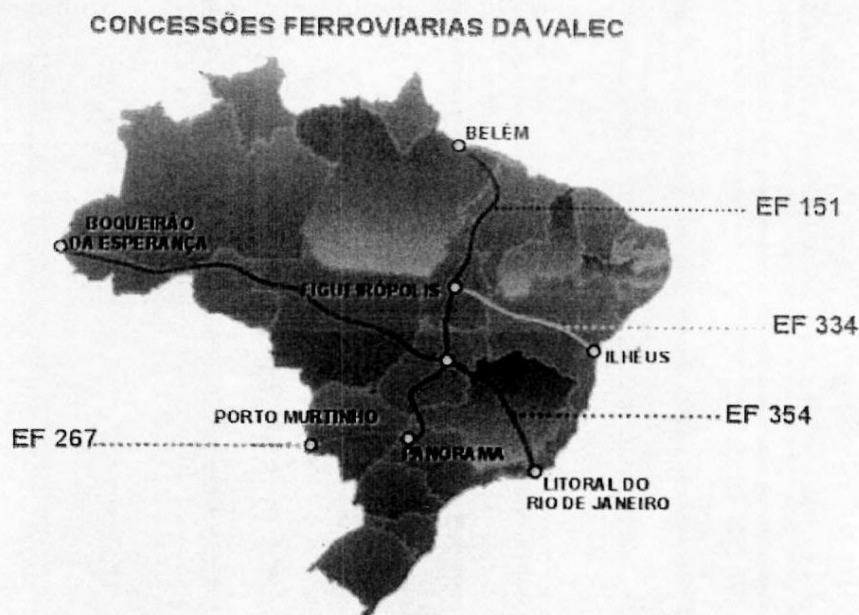 CONCESSÕES FERROVIARIAS DA VALEC
BELÉM
EF 151
BOQUEIRÃO
DA ESPERANÇA
FIGUEIRÓPOLIS
EF 334
ILHÉUS
PORTO MURTINHO
EF 354
EF 267
PANORAMA
LITORAL DO
RIO DE JANEIRO